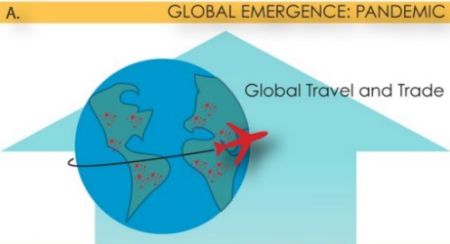 A. GLOBAL EMERGENCE: PANDEMIC
Global Travel and Trade